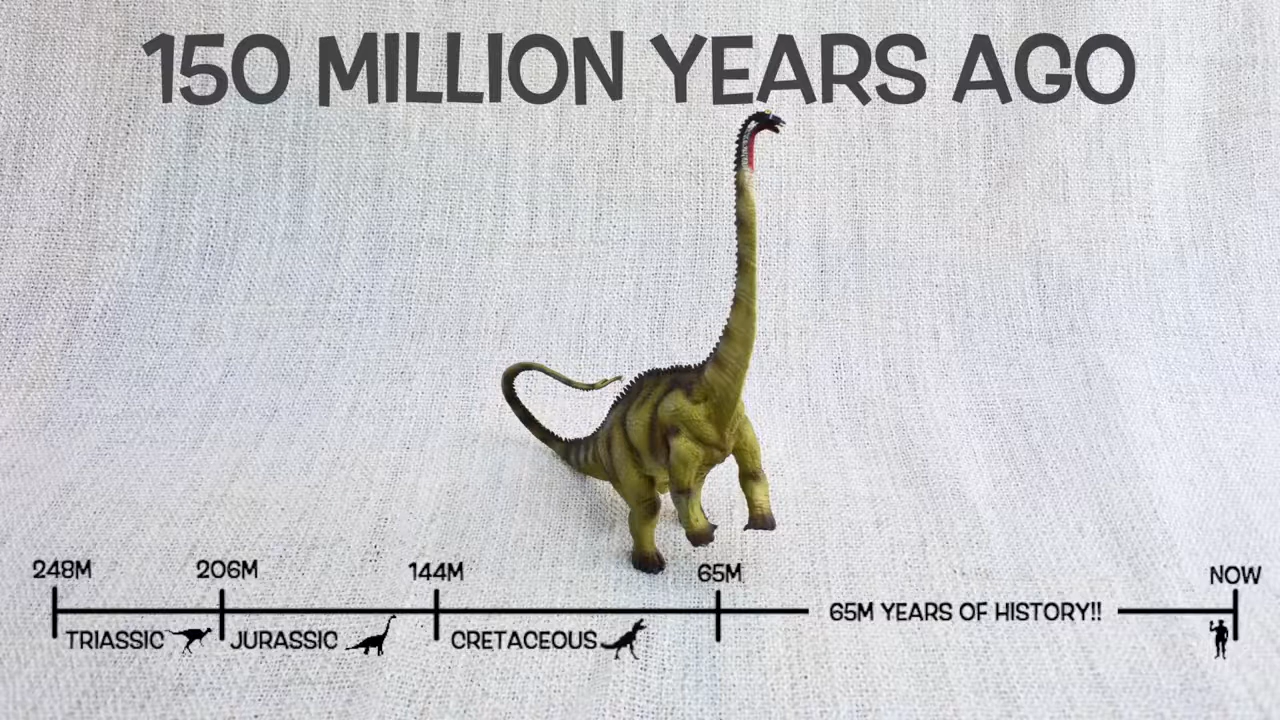 150 MILLION YEARS AGO
248M
206M
144M
65M
NOW
65M YEARS OF HISTORY!!
TRIASSIC
JURASSIC
CRETACEOUS